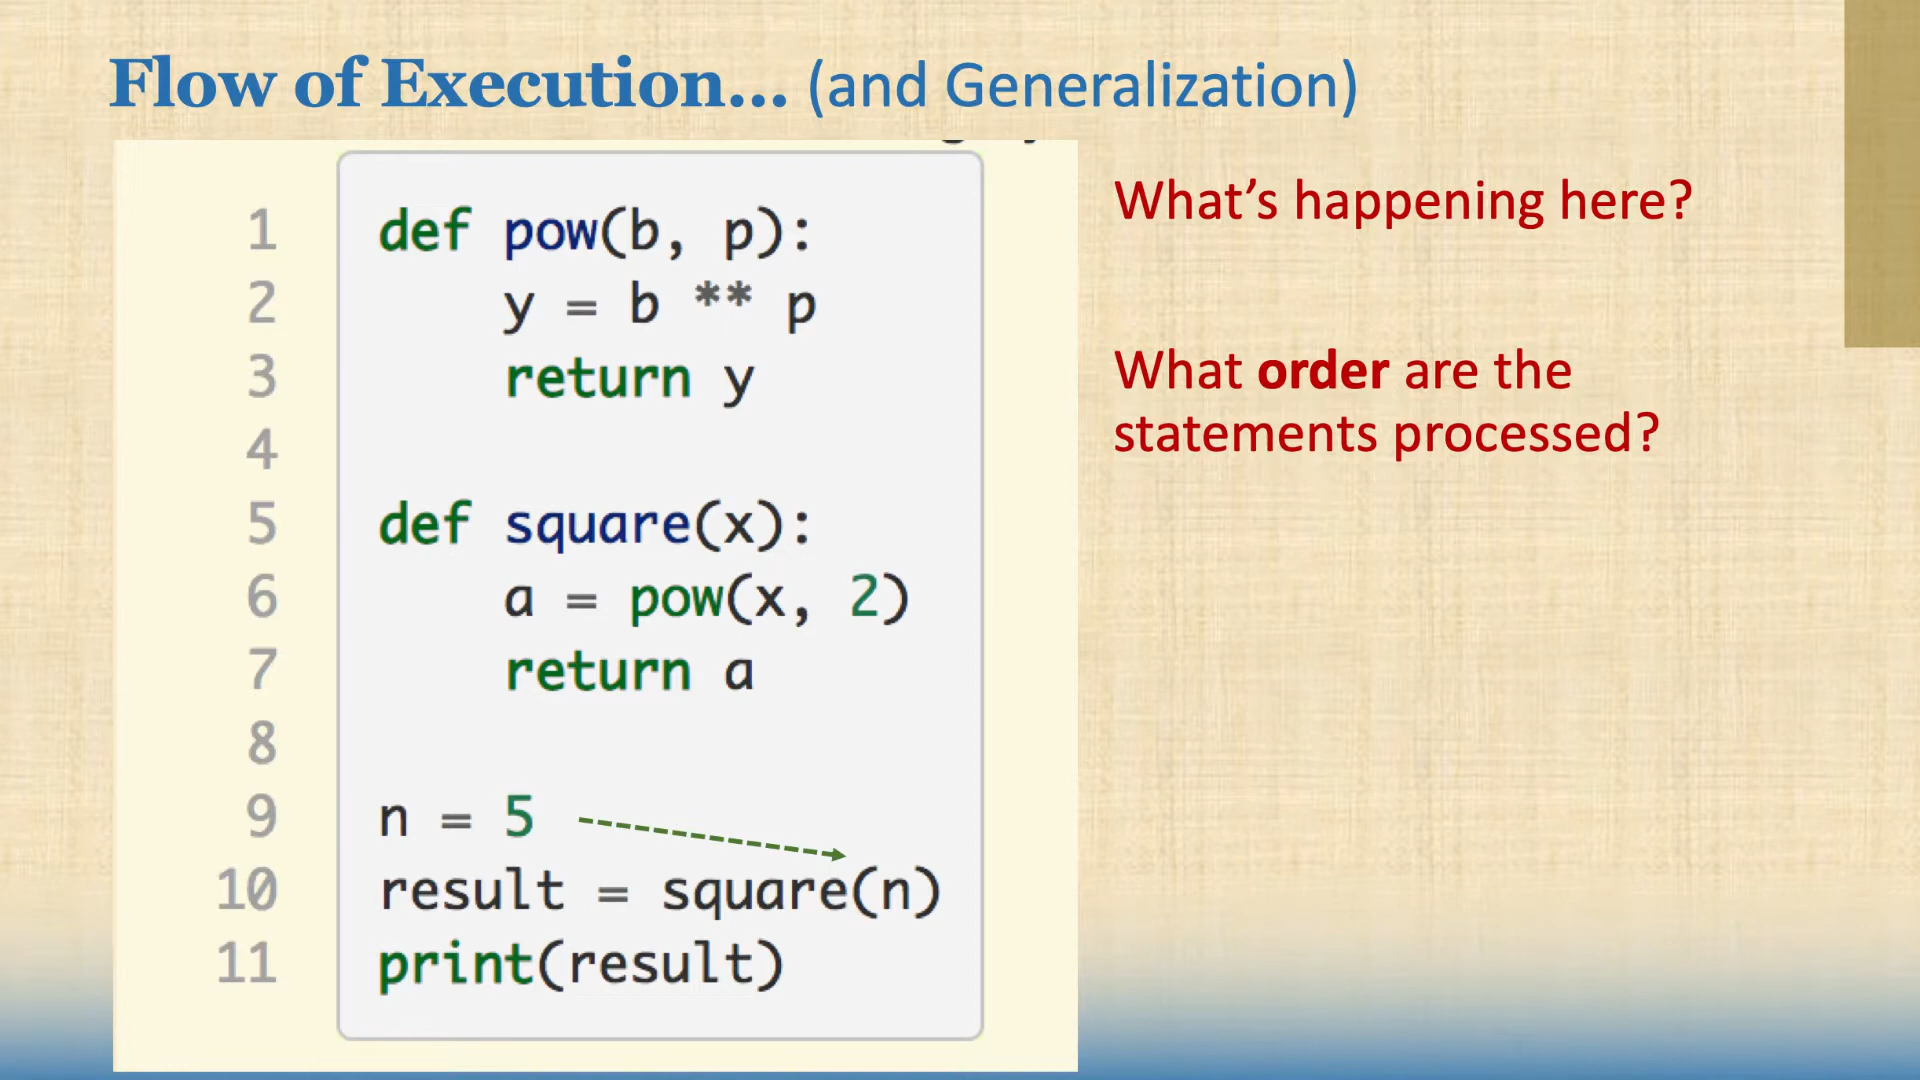 Flow of Execution... (and Generalization)
1 def pow(b, p):
2 y = b ** p
3 return y
4
5 def square(x):
6 a = pow(x, 2)
7 return a
8
9 n = 5
10 result = square(n)
11 print(result)
What’s happening here?
What order are the
statements processed?